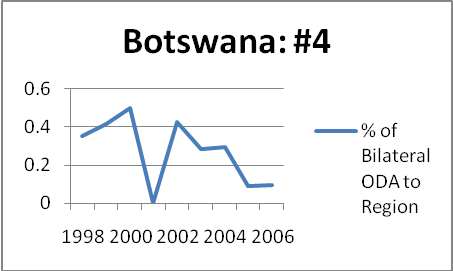 Botswana: #4
0.6
0.4
0.2
0
1998 2000 2002 2004 2006
% of
Bilateral
ODA to
Region